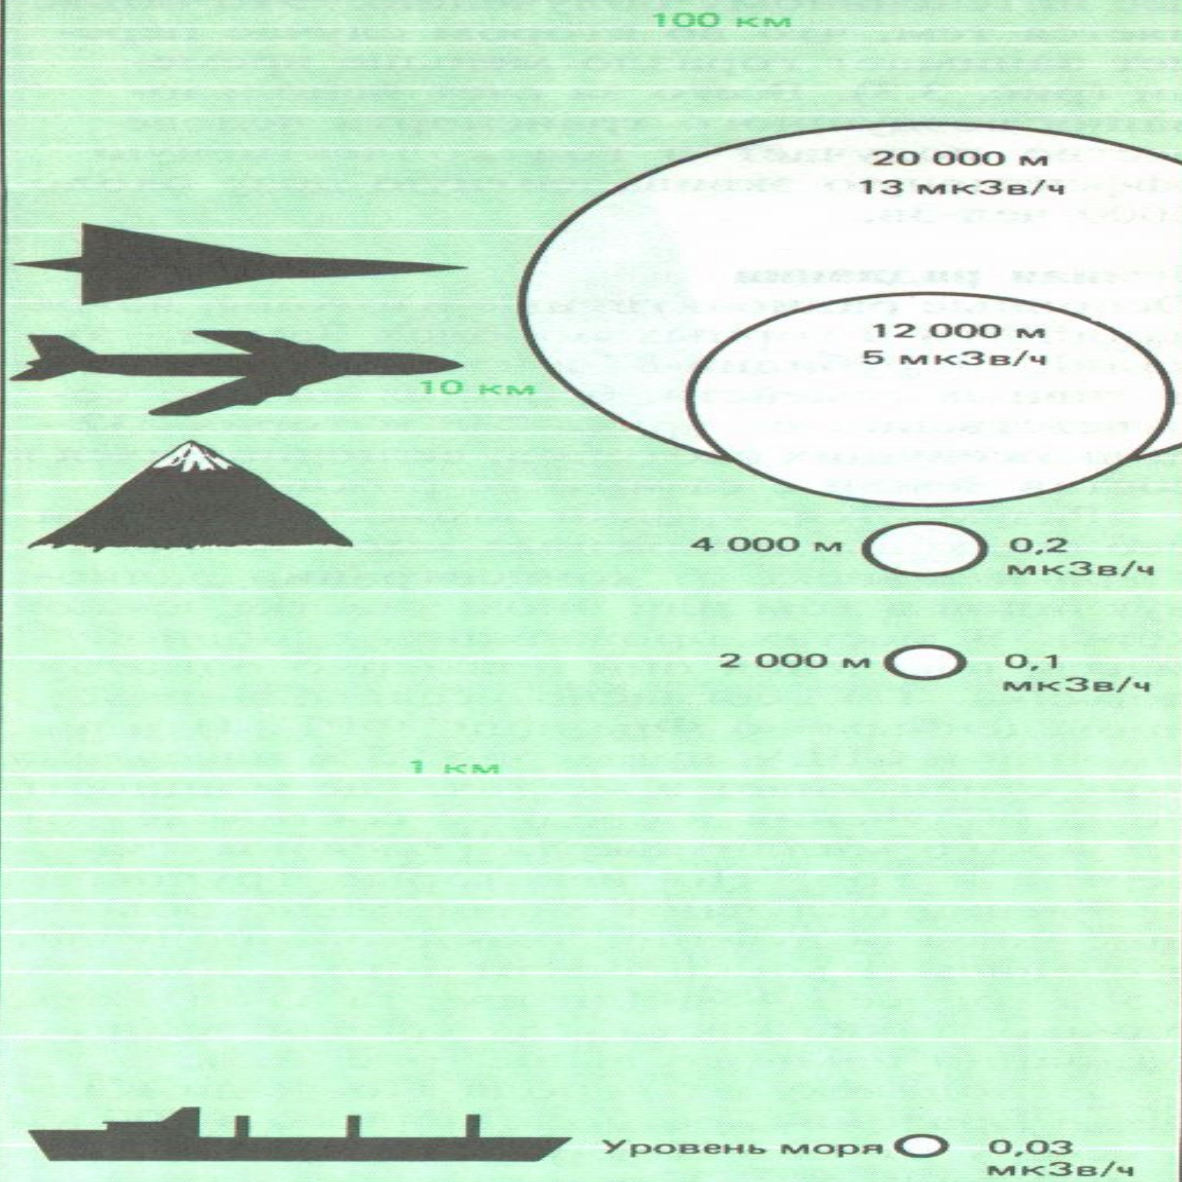 100 км
20 000 м
13 мкЗв/ч
12 000 м
5 мкЗв/ч
10 км
4 000 м 0,2
мкЗв/ч
2 000 м 0,1
мкЗв/ч
1 км
Уровень моря 0,03
мкЗв/ч